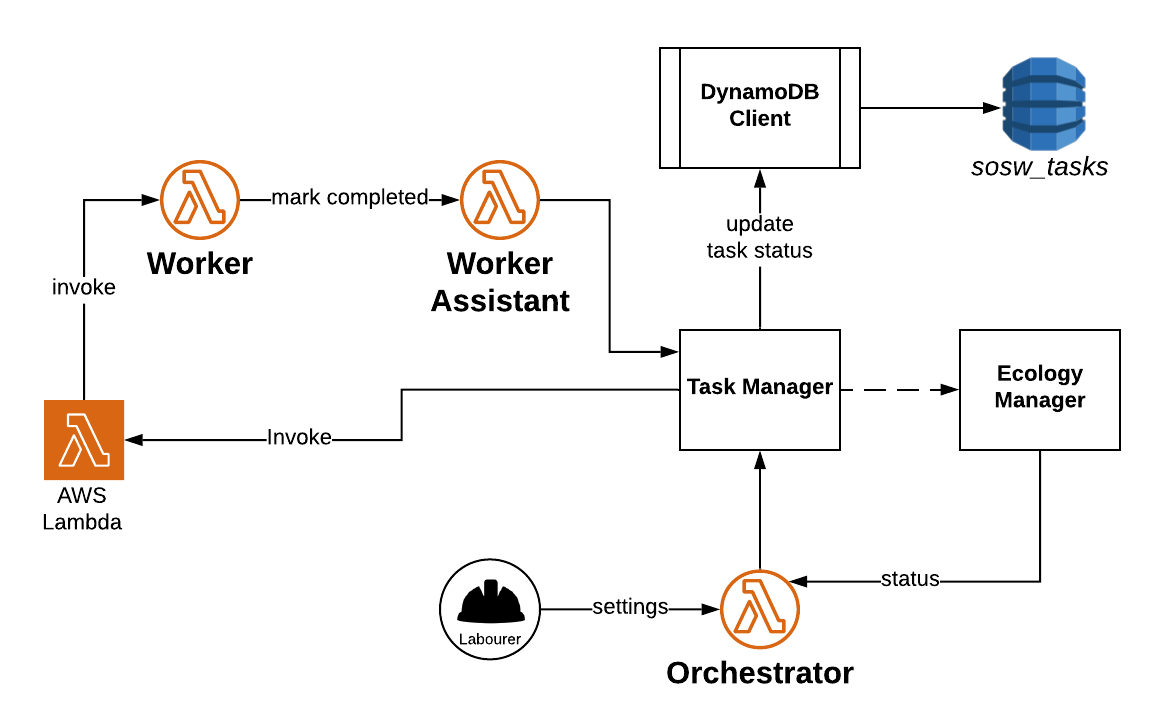 DynamoDB
Client
sosw_tasks
mark completed
Worker
Worker
Assistant
update
task status
invoke
Task Manager
Ecology
Manager
Invoke
AWS
Lambda
status
settings
Labourer
Orchestrator